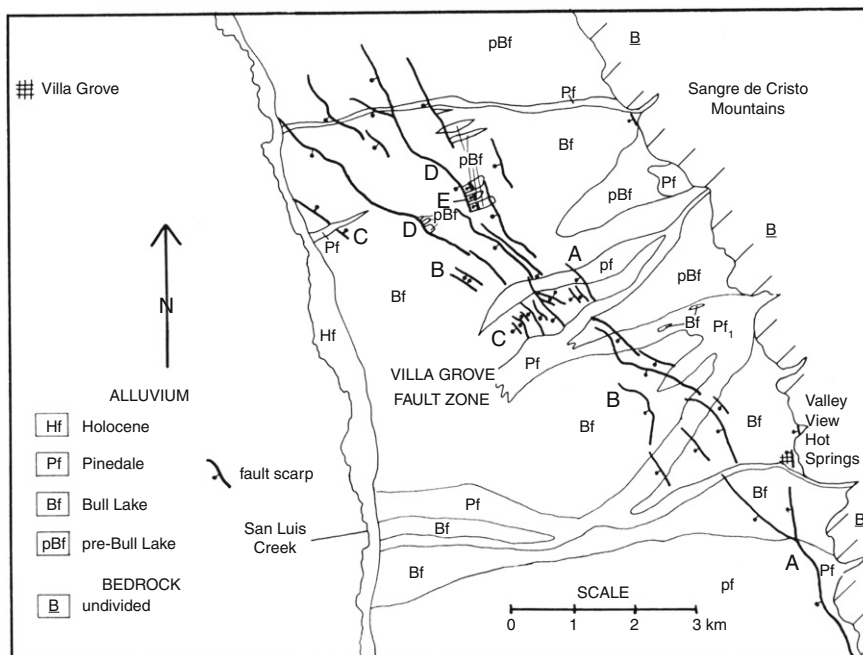 pBf
B
Villa Grove
Pf
Sangre de Cristo
Mountains
Bf
pBf
D
E
pBf
Pf
pBf
D
C
Pf
A
pf
B
B
pBf
Bf
Bf
Pf1
Hf
C
Pf
N
VILLA GROVE
FAULT ZONE
B
Bf
Bf
Valley
View
Hot
Springs
ALLUVIUM
Hf Holocene
Pf Pinedale
Bf Bull Lake
pBf pre-Bull Lake
BEDROCK
B undivided
fault scarp
San Luis
Creek
Pf
Bf
Bf
Bf
B
A
Pf
pf
SCALE
0 1 2 3 km